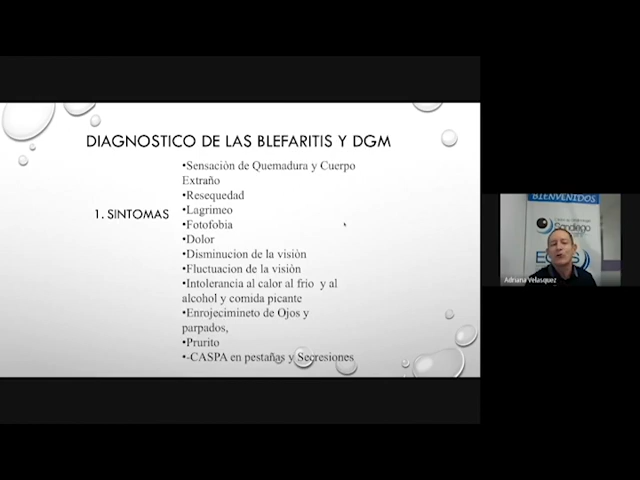 DIAGNOSTICO DE LAS BLEFARITIS Y DGM
1. SINTOMAS
•Sensaciòn de Quemadura y Cuerpo
Extraño
•Resequedad
•Lagrimeo
•Fotofobia
•Dolor
•Disminucion de la visiòn
•Fluctuacion de la visiòn
•Intolerancia al calor al frio y al
alcohol y comida picante
•Enrojecimineto de Ojos y
parpados,
•Prurito
•-CASPA en pestañas y Secresiones
BIENVENIDOS
Sandiego
Adriana Velasquez